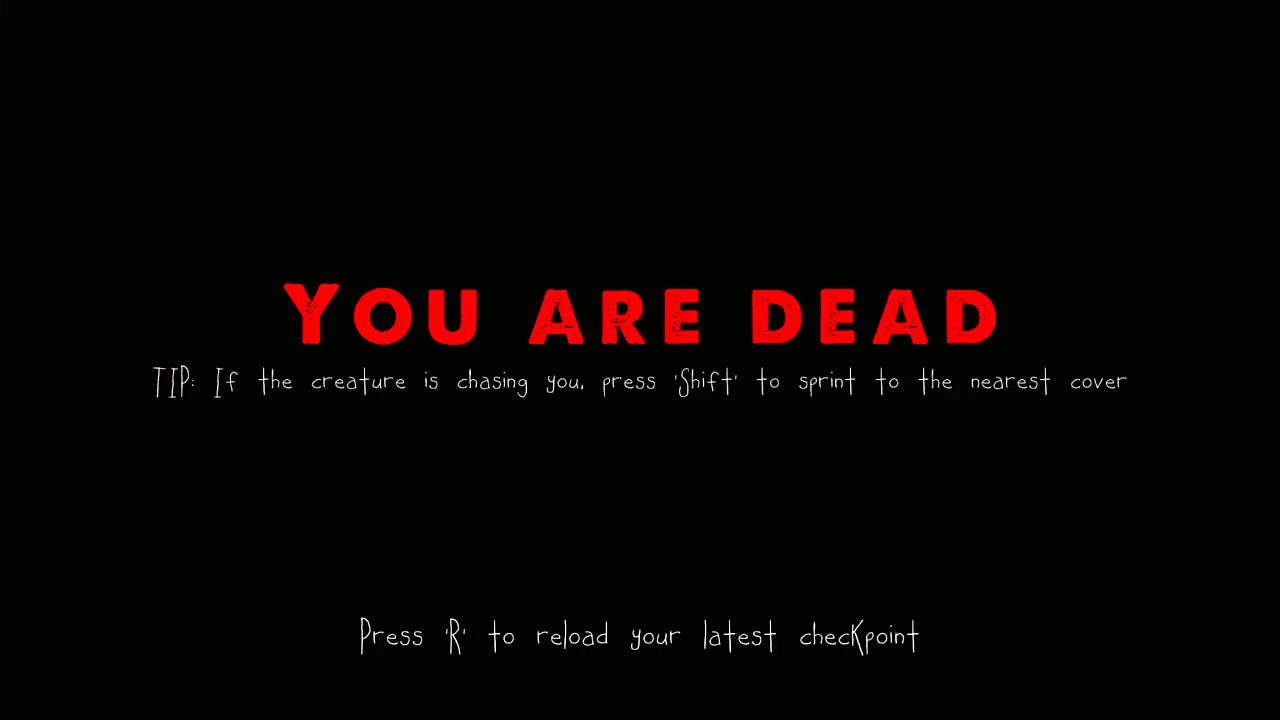 YOU ARE DEAD
TIP: If the creature is chasing you, press 'Shift' to sprint to the nearest cover
Press 'R' to reload your latest checkpoint